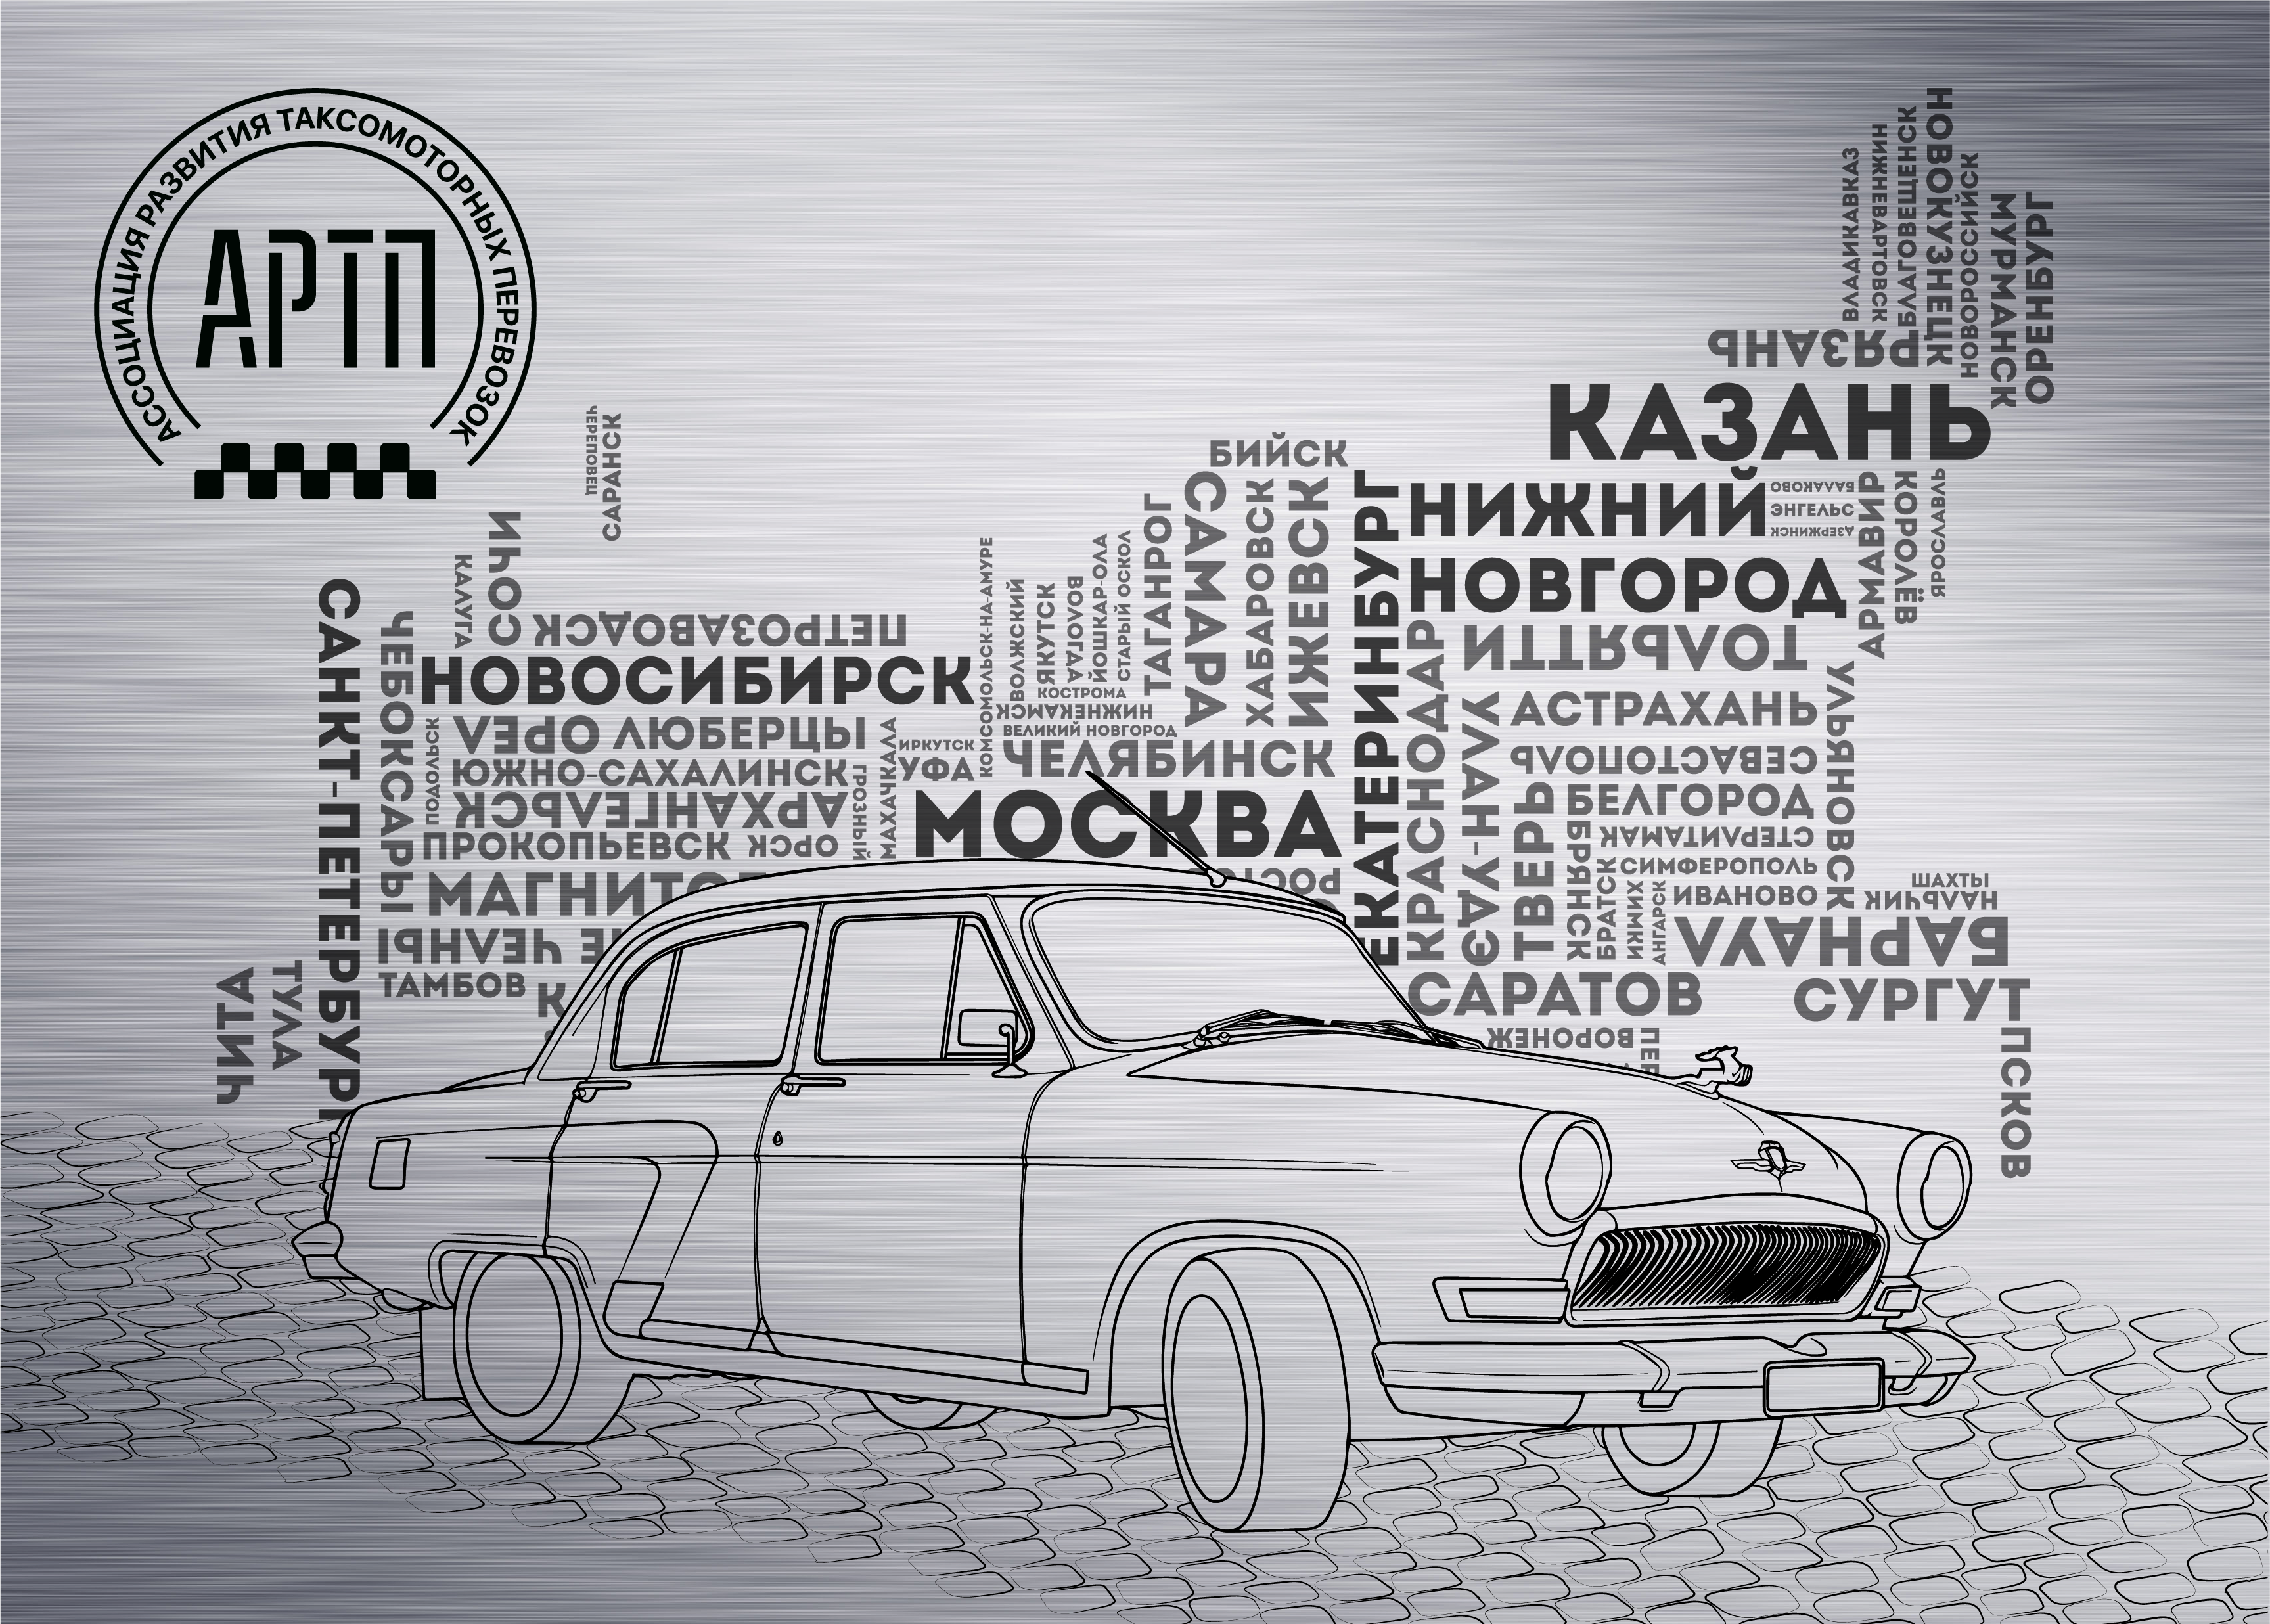 АССОЦИАЦИЯ РАЗВИТИЯ ТАКСОМОТОРНЫХ ПЕРЕВОЗОК
АРТП
ЧЕРЕПОВЕЦ
САРАНСК
СОЧИ
КАЛУГА
САНКТ-ПЕТЕРБУРГ
ЧЕБОКСАРЫ
ПЕТРОЗАВОДСК
НОВОСИБИРСК
ПОДОЛЬСК
ОРЕЛ
ЛЮБЕРЦЫ
ЮЖНО-САХАЛИНСК
АРХАНГЕЛЬСК
ГРОЗНЫЙ
МАХАЧКАЛА
ПРОКОПЬЕВСК
ОРСК
ЧЕЛНЫ
ТАМБОВ
ТУЛА
ЧИТА
ИРКУТСК
УФА
КОМСОМОЛЬСК-НА-АМУРЕ
ВОЛЖСКИЙ
ЯКУТСК
ВОЛОГДА
ЙОШКАР-ОЛА
СТАРЫЙ ОСКОЛ
КОСТРОМА
НИЖНЕКАМСК
ВЕЛИКИЙ НОВГОРОД
ТАГАНРОГ
САМАРА
БИЙСК
ХАБАРОВСК
ИЖЕВСК
ЧЕЛЯБИНСК
МОСКВА
ЕКАТЕРИНБУРГ
ВЛАДИКАВКАЗ
НИЖНЕВАРТОВСК
БЛАГОВЕЩЕНСК
НОВОКУЗНЕЦК
НОВОРОССИЙСК
МУРМАНСК
ОРЕНБУРГ
РЯЗАНЬ
КАЗАНЬ
НИЖНИЙ
НОВГОРОД
БАЛАКОВО
ЭНГЕЛЬС
ДЗЕРЖИНСК
АРМАВИР
КОРОЛЁВ
ЯРОСЛАВЛЬ
КРАСНОДАР
ТОЛЬЯТТИ
УЛАН-УДЭ
АСТРАХАНЬ
УЛЬЯНОВСК
СЕВАСТОПОЛЬ
ТВЕРЬ
БЕЛГОРОД
СТЕРЛИТАМАК
БРЯНСК
СИМФЕРОПОЛЬ
БРАТСК
ХИМКИ
АНГАРСК
ИВАНОВО
ШАХТЫ
НАЛЬЧИК
БАРНАУЛ
САРАТОВ
СУРГУТ
ВОРОНЕЖ
ПСКОВ